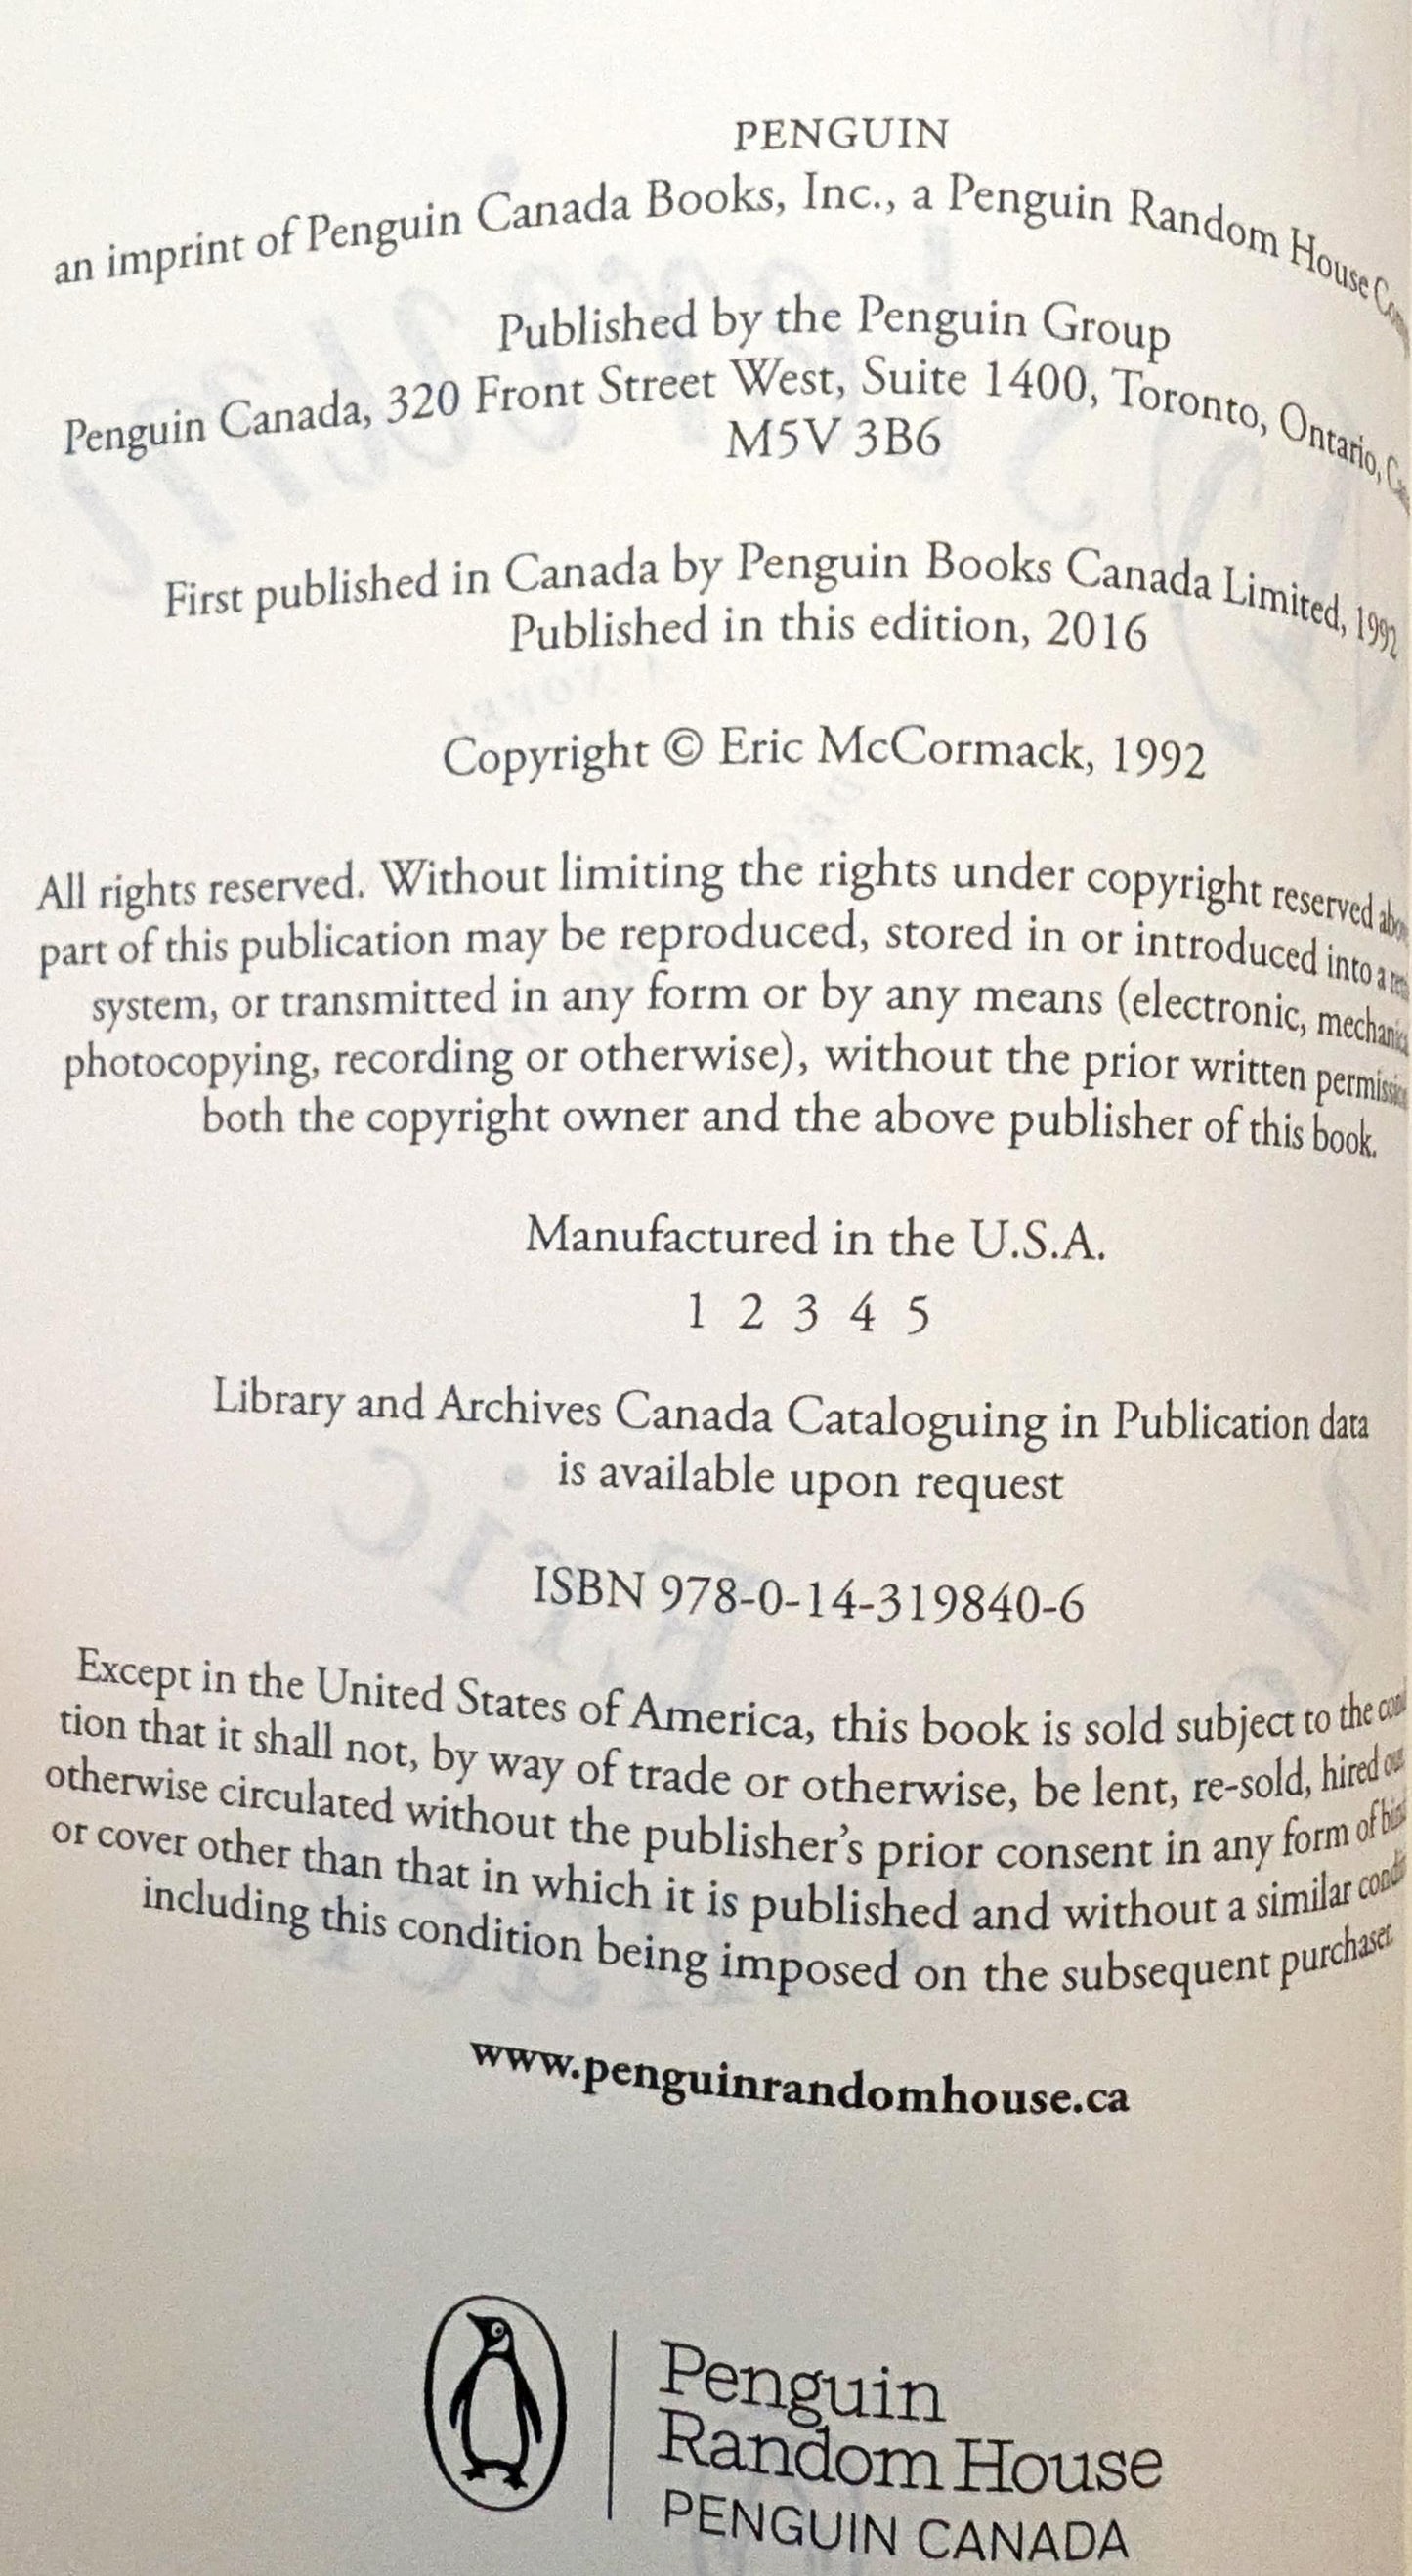 PENGUIN
an imprint of Penguin Canada Books, Inc., a Penguin Random House
Published by the Penguin Group
Penguin Canada, 320 Front Street West, Suite 1400, Toronto, Ontario,
M5V 3B6
First published in Canada by Penguin Books Canada Limited, 1992
Published in this edition, 2016
Copyright © Eric McCormack, 1992
All rights reserved. Without limiting the rights under copyright reserved
part of this publication may be reproduced, stored in or introduced into a
system, or transmitted in any form or by any means (electronic,
photocopying, recording or otherwise), without the prior written
both the copyright owner and the above publisher of this book.
Manufactured in the U.S.A.
1 2 3 4 5
Library and Archives Canada Cataloguing in Publication data
is available upon request
ISBN 978-0-14-319840-6
Except in the United States of America, this book is sold subject to the
tion that it shall not, by way of trade or otherwise, be lent, re-sold, hired
otherwise circulated without the publisher's prior consent in any form of
or cover other than that in which it is published and without a similar
including this condition being imposed on the subsequent purchaser.
www.penguinrandomhouse.ca
Penguin
Random House
PENGUIN CANADA